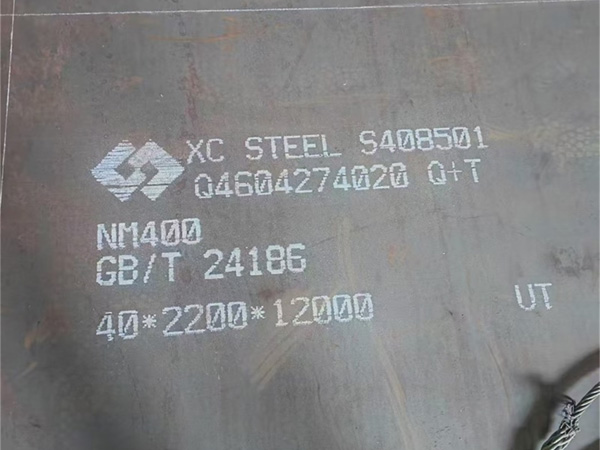 XC STEEL S408501
Q4604274020 Q+T
NM400
GB/T 24186
40*2200*12000
UT